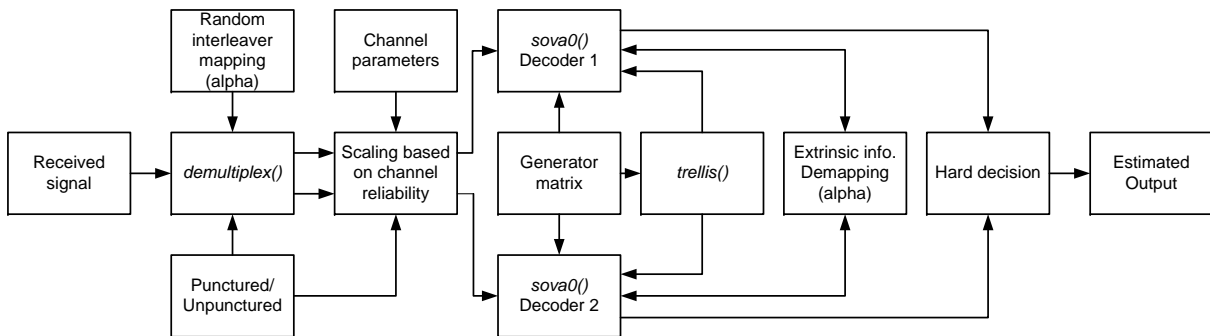 Random
interleaver
mapping
(alpha)
Channel
parameters
sova0()
Decoder 1
Received
signal
demultiplex()
Scaling based
on channel
reliability
Generator
matrix
trellis()
Extrinsic info.
Demapping
(alpha)
Hard decision
Estimated
Output
Punctured/
Unpunctured
sova0()
Decoder 2